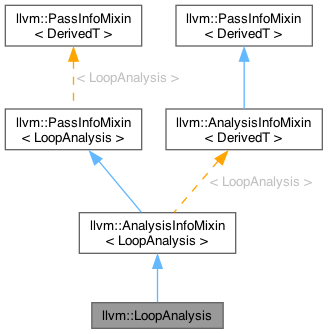 llvm::PassInfoMixin
< DerivedT >
llvm::PassInfoMixin
< DerivedT >
< LoopAnalysis >
llvm::PassInfoMixin
< LoopAnalysis >
llvm::AnalysisInfoMixin
< DerivedT >
< LoopAnalysis >
llvm::AnalysisInfoMixin
< LoopAnalysis >
llvm::LoopAnalysis